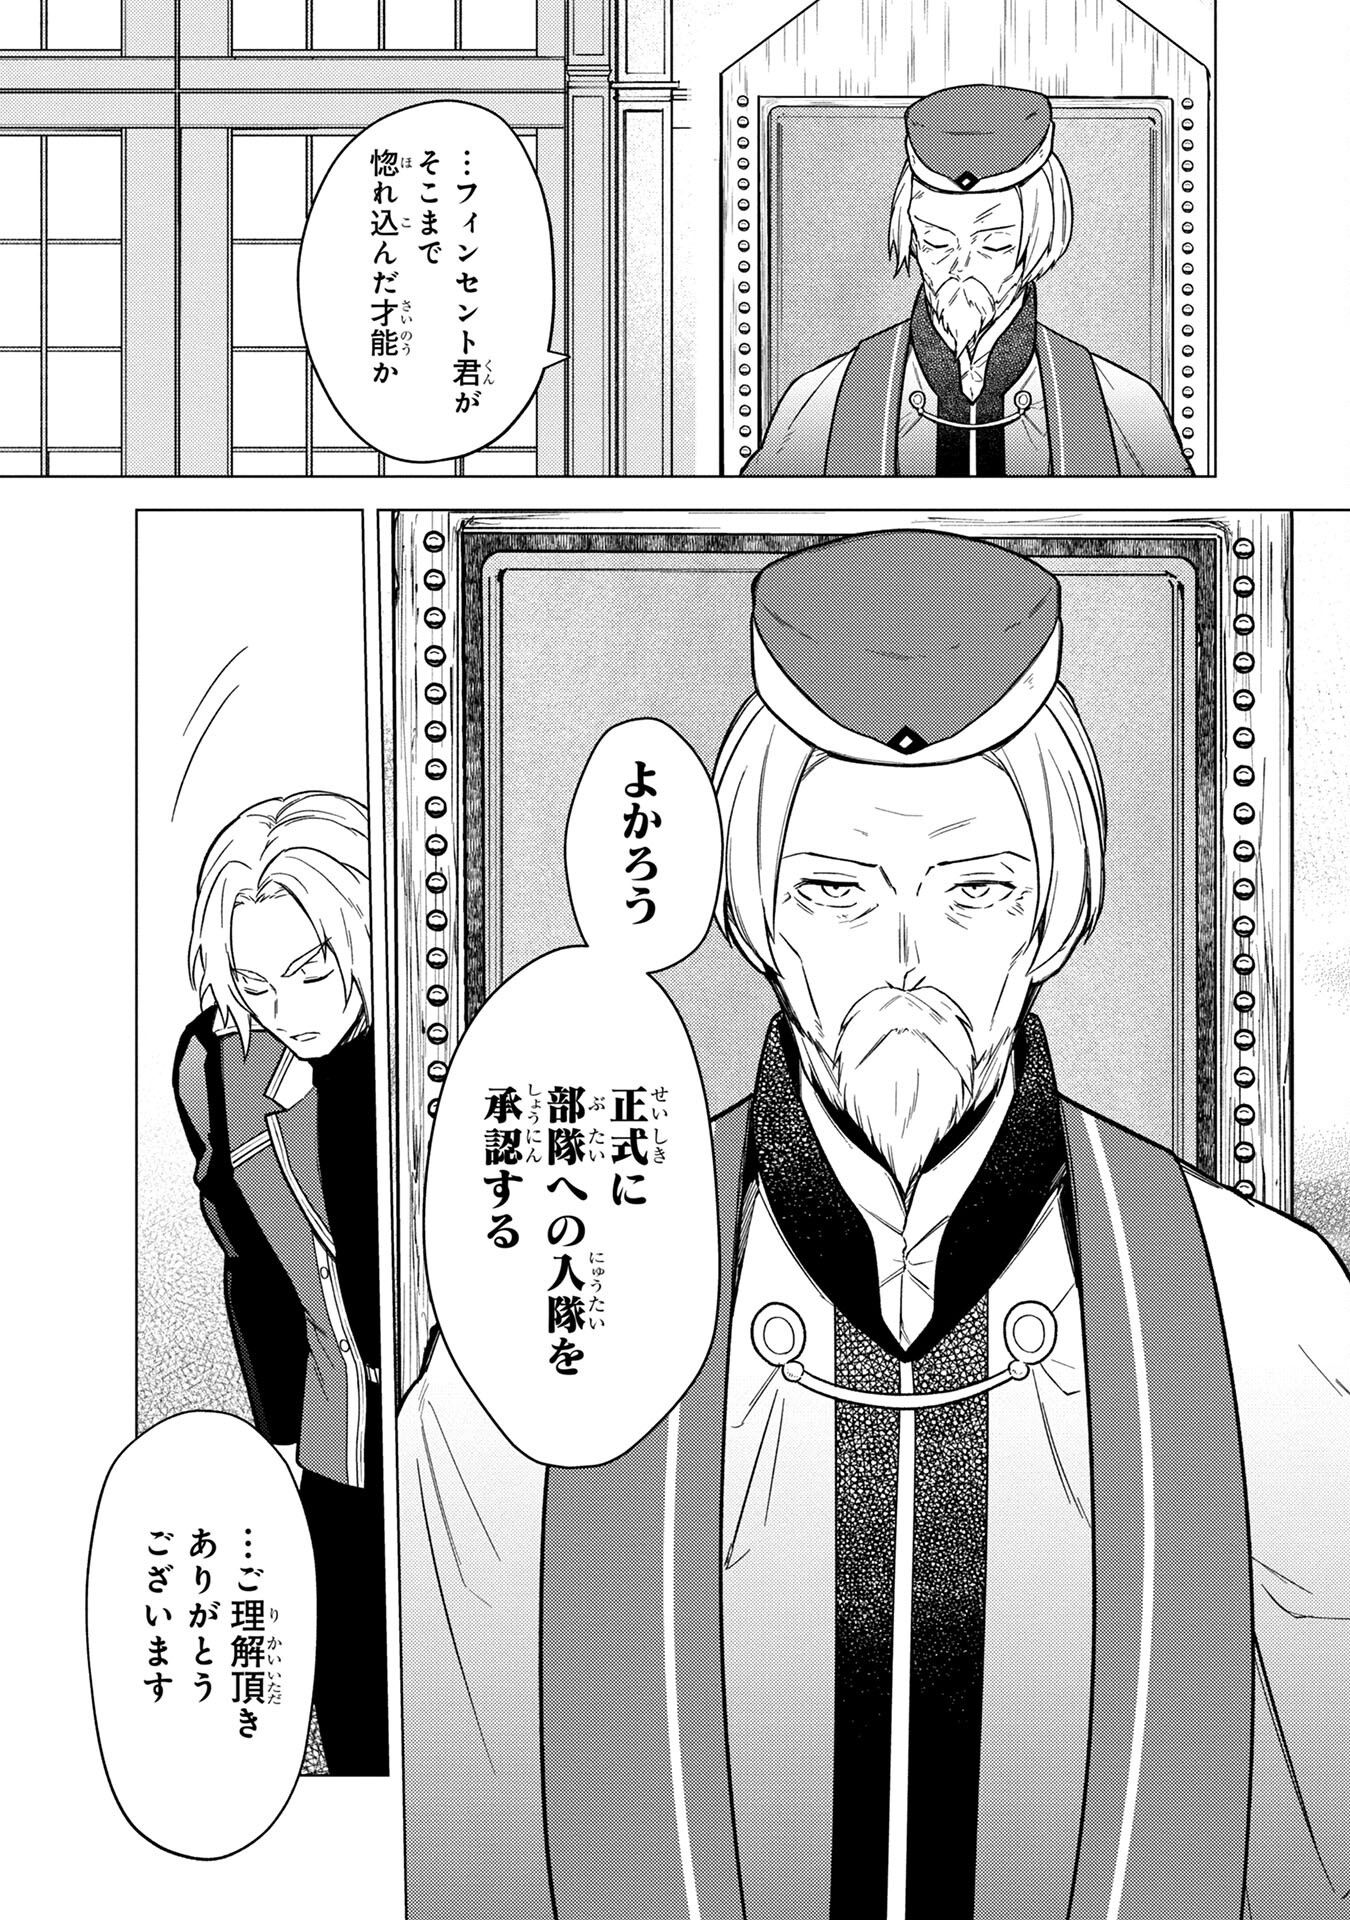 …フィンセント君が
そこまで
惚れ込んだ才能か
よかろう
正式に
部隊への入隊を
承認する
…ご理解頂き
ありがとう
ございます